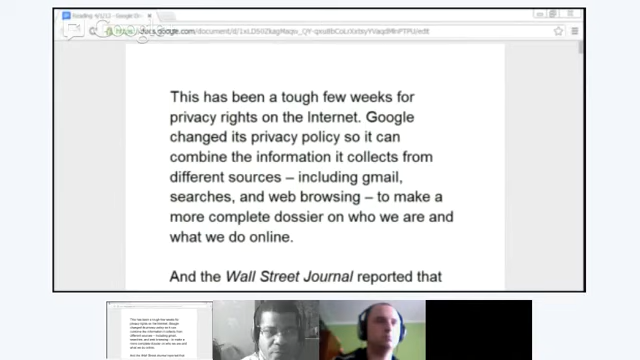 Google
This has been a tough few weeks for
privacy rights on the Internet. Google
changed its privacy policy so it can
combine the information it collects from
different sources – including gmail,
searches, and web browsing – to make a
more complete dossier on who we are and
what we do online.
And the Wall Street Journal reported that